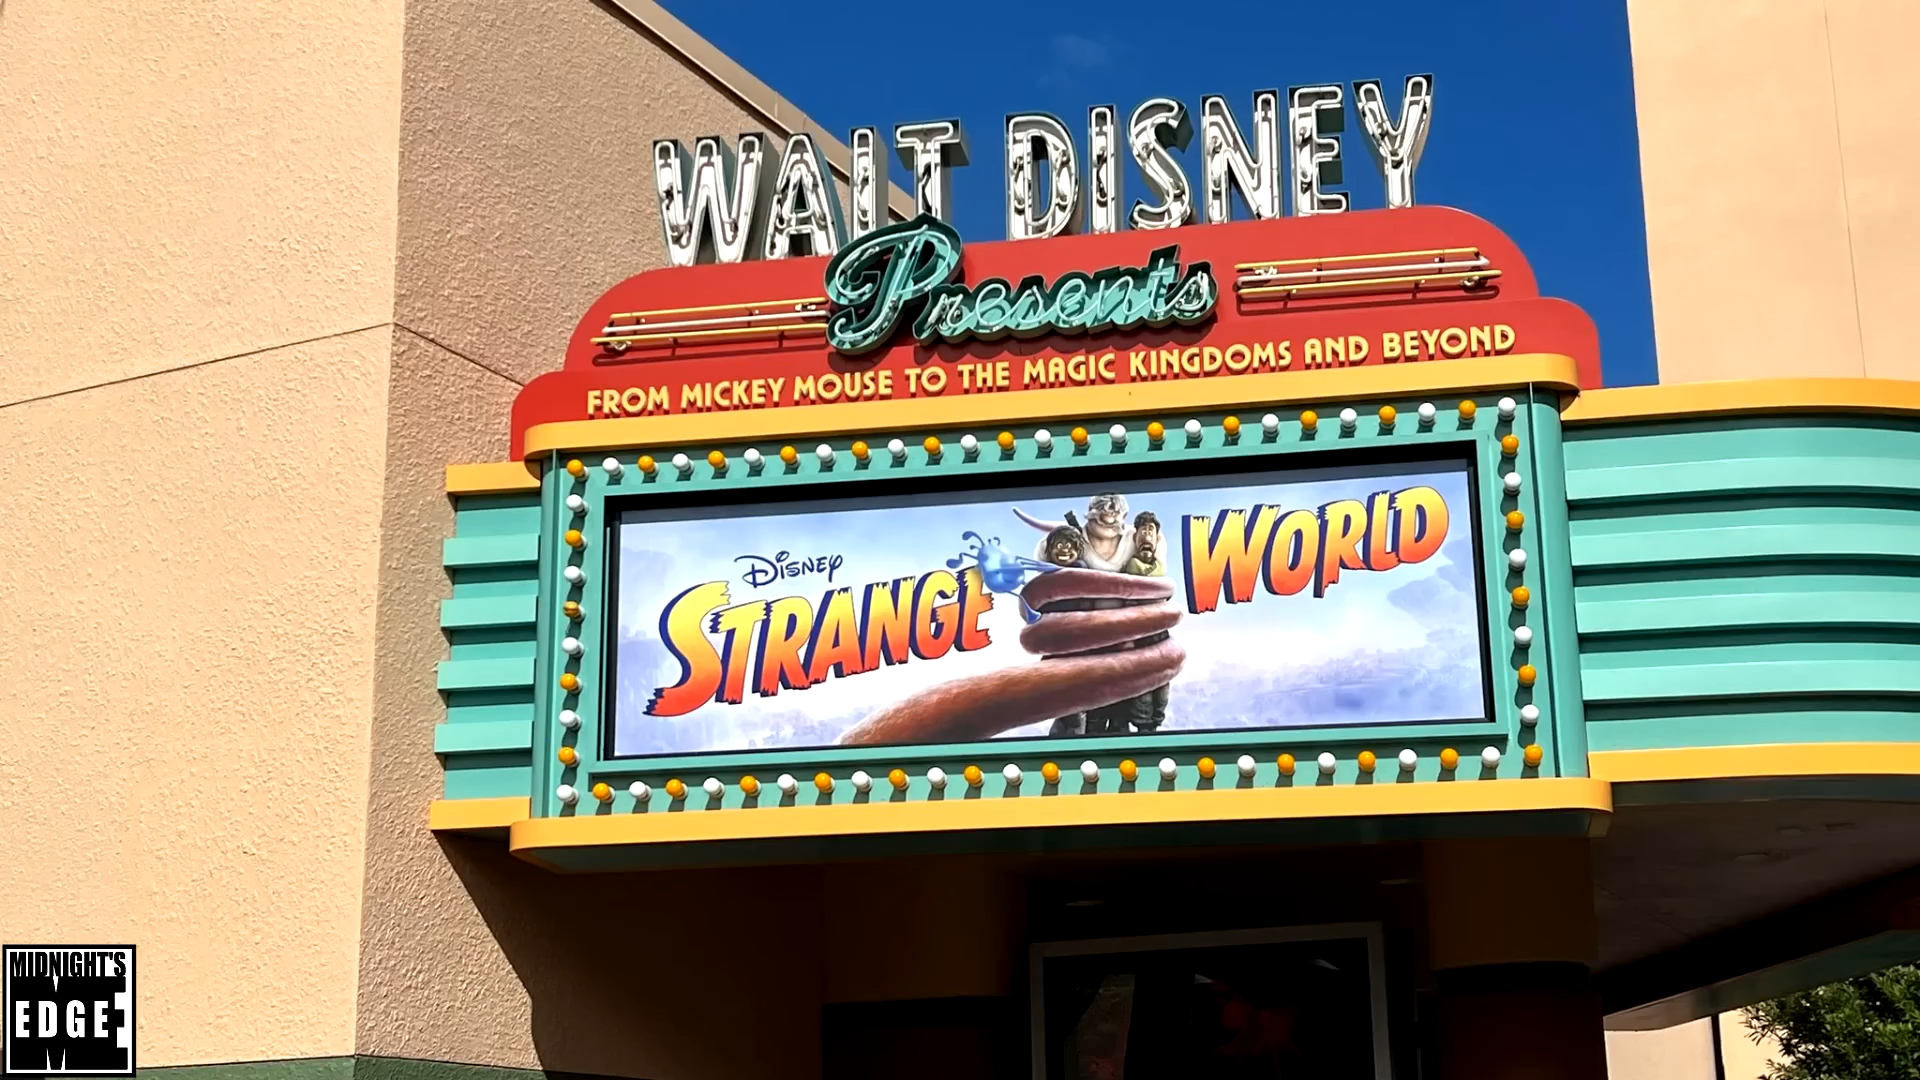 WALT DISNEY
Presents
FROM MICKEY MOUSE TO THE MAGIC KINGDOMS AND BEYOND
DISNEY
STRANGE WORLD
MIDNIGHT'S
EDGE